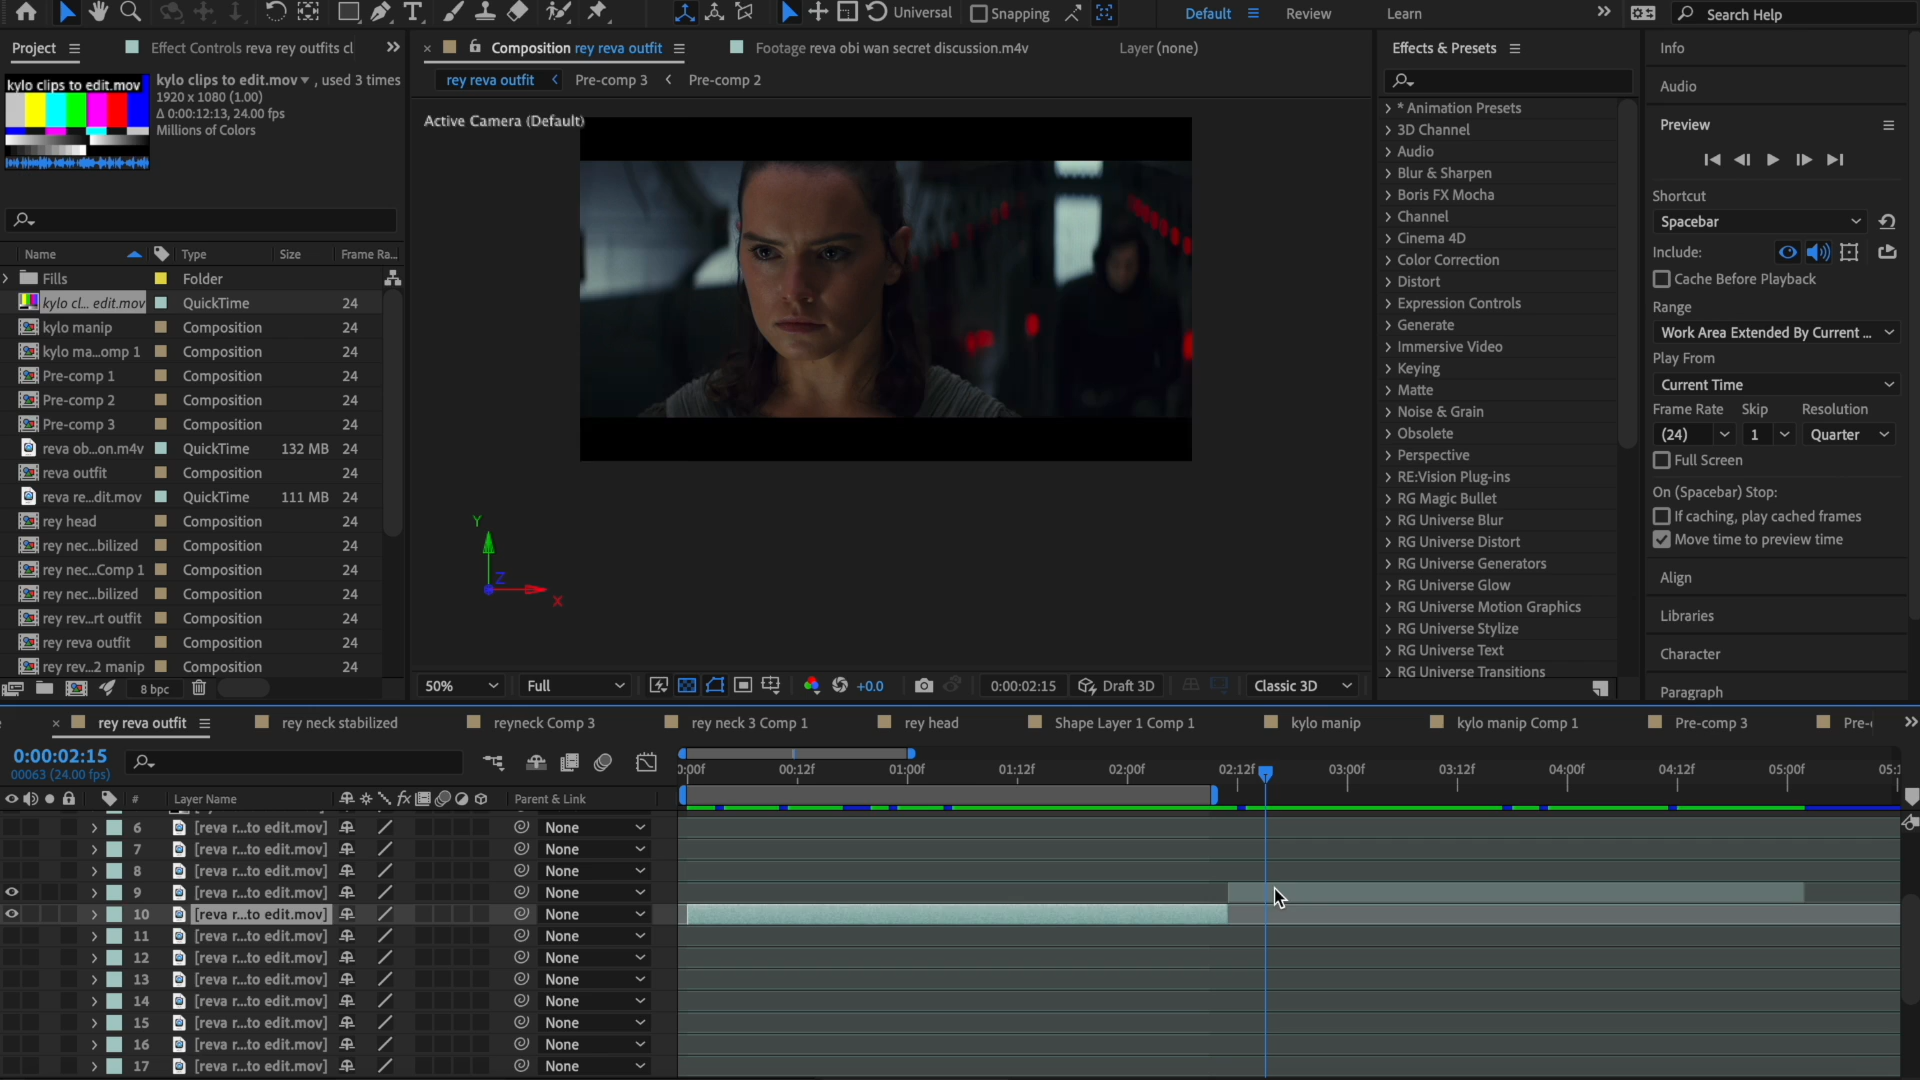 Universal
Snapping
Default
Review
Learn
Search Help
Project
Effect Controls reva rey outfits cl
Composition rey reva outfit
Footage reva obi wan secret discussion.m4v
Layer (none)
Effects & Presets
Info
kylo clips to edit.mov
kylo clips to edit.mov , used 3 times
1920 x 1080 (1.00)
Δ 0:00:12:13, 24.00 fps
Millions of Colors
rey reva outfit
Pre-comp 3
Pre-comp 2
Active Camera (Default)
Name Type Size Frame Ra...
Fills Folder
kylo cl... edit.mov QuickTime 24
kylo manip Composition 24
kylo ma...omp 1 Composition 24
Pre-comp 1 Composition 24
Pre-comp 2 Composition 24
Pre-comp 3 Composition 24
reva ob...on.m4v QuickTime 132 MB 24
reva outfit Composition 24
reva re...dit.mov QuickTime 111 MB 24
rey head Composition 24
rey nec...bilized Composition 24
rey nec...Comp 1 Composition 24
rey nec...bilized Composition 24
rey rev...rt outfit Composition 24
rey reva outfit Composition 24
rey rev...2 manip Composition 24
8 bpc
Y
Z
X
50%
Full
+0.0
0:00:02:15
Draft 3D
Classic 3D
* Animation Presets
3D Channel
Audio
Blur & Sharpen
Boris FX Mocha
Channel
Cinema 4D
Color Correction
Distort
Expression Controls
Generate
Immersive Video
Keying
Matte
Noise & Grain
Obsolete
Perspective
RE:Vision Plug-ins
RG Magic Bullet
RG Universe Blur
RG Universe Distort
RG Universe Generators
RG Universe Glow
RG Universe Motion Graphics
RG Universe Stylize
RG Universe Text
RG Universe Transitions
Audio
Preview
Shortcut
Spacebar
Include:
Cache Before Playback
Range
Work Area Extended By Current ...
Play From
Current Time
Frame Rate Skip Resolution
(24) 1 Quarter
Full Screen
On (Spacebar) Stop:
If caching, play cached frames
Move time to preview time
Align
Libraries
Character
Paragraph
rey reva outfit
rey neck stabilized
reyneck Comp 3
rey neck 3 Comp 1
rey head
Shape Layer 1 Comp 1
kylo manip
kylo manip Comp 1
Pre-comp 3
Pre-
0:00:02:15
00063 (24.00 fps)
0:00f 00:12f 01:00f 01:12f 02:00f 02:12f 03:00f 03:12f 04:00f 04:12f 05:00f 05:1
# Layer Name fx Parent & Link
6 [reva r...to edit.mov] None
7 [reva r...to edit.mov] None
8 [reva r...to edit.mov] None
9 [reva r...to edit.mov] None
10 [reva r...to edit.mov] None
11 [reva r...to edit.mov] None
12 [reva r...to edit.mov] None
13 [reva r...to edit.mov] None
14 [reva r...to edit.mov] None
15 [reva r...to edit.mov] None
16 [reva r...to edit.mov] None
17 [reva r...to edit.mov] None